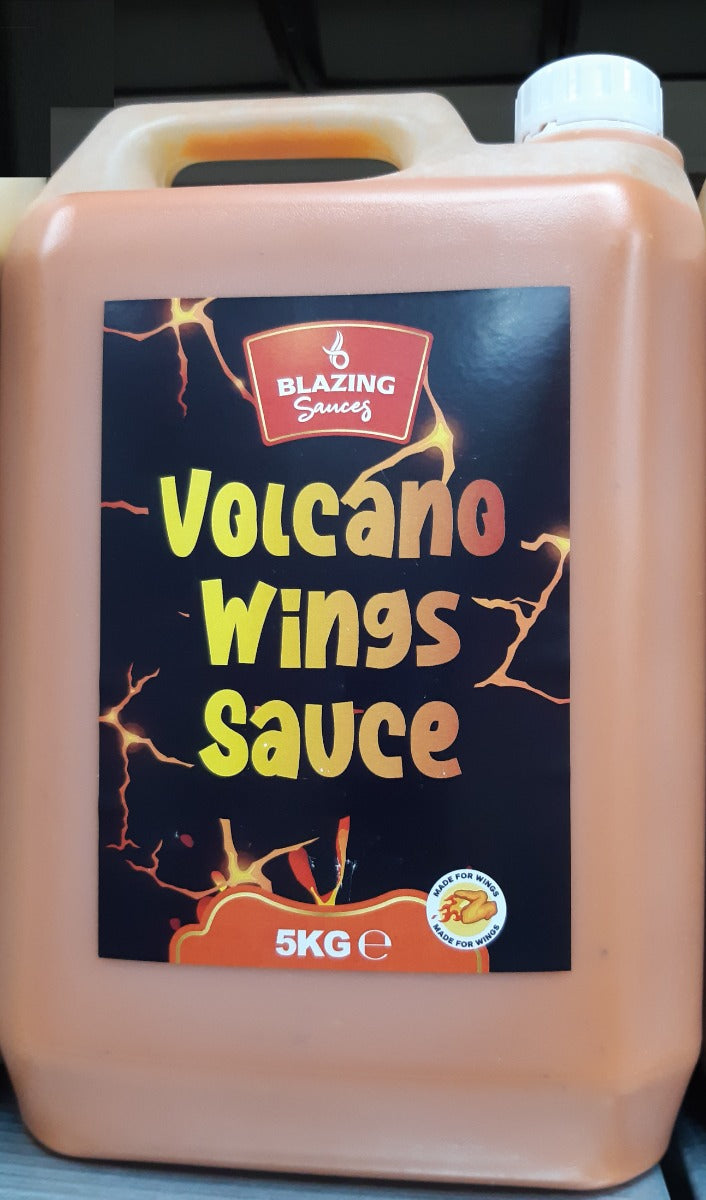 BLAZING
Sauces
Volcano
Wings
Sauce
5KG ℮
MADE FOR WINGS
MADE FOR WINGS